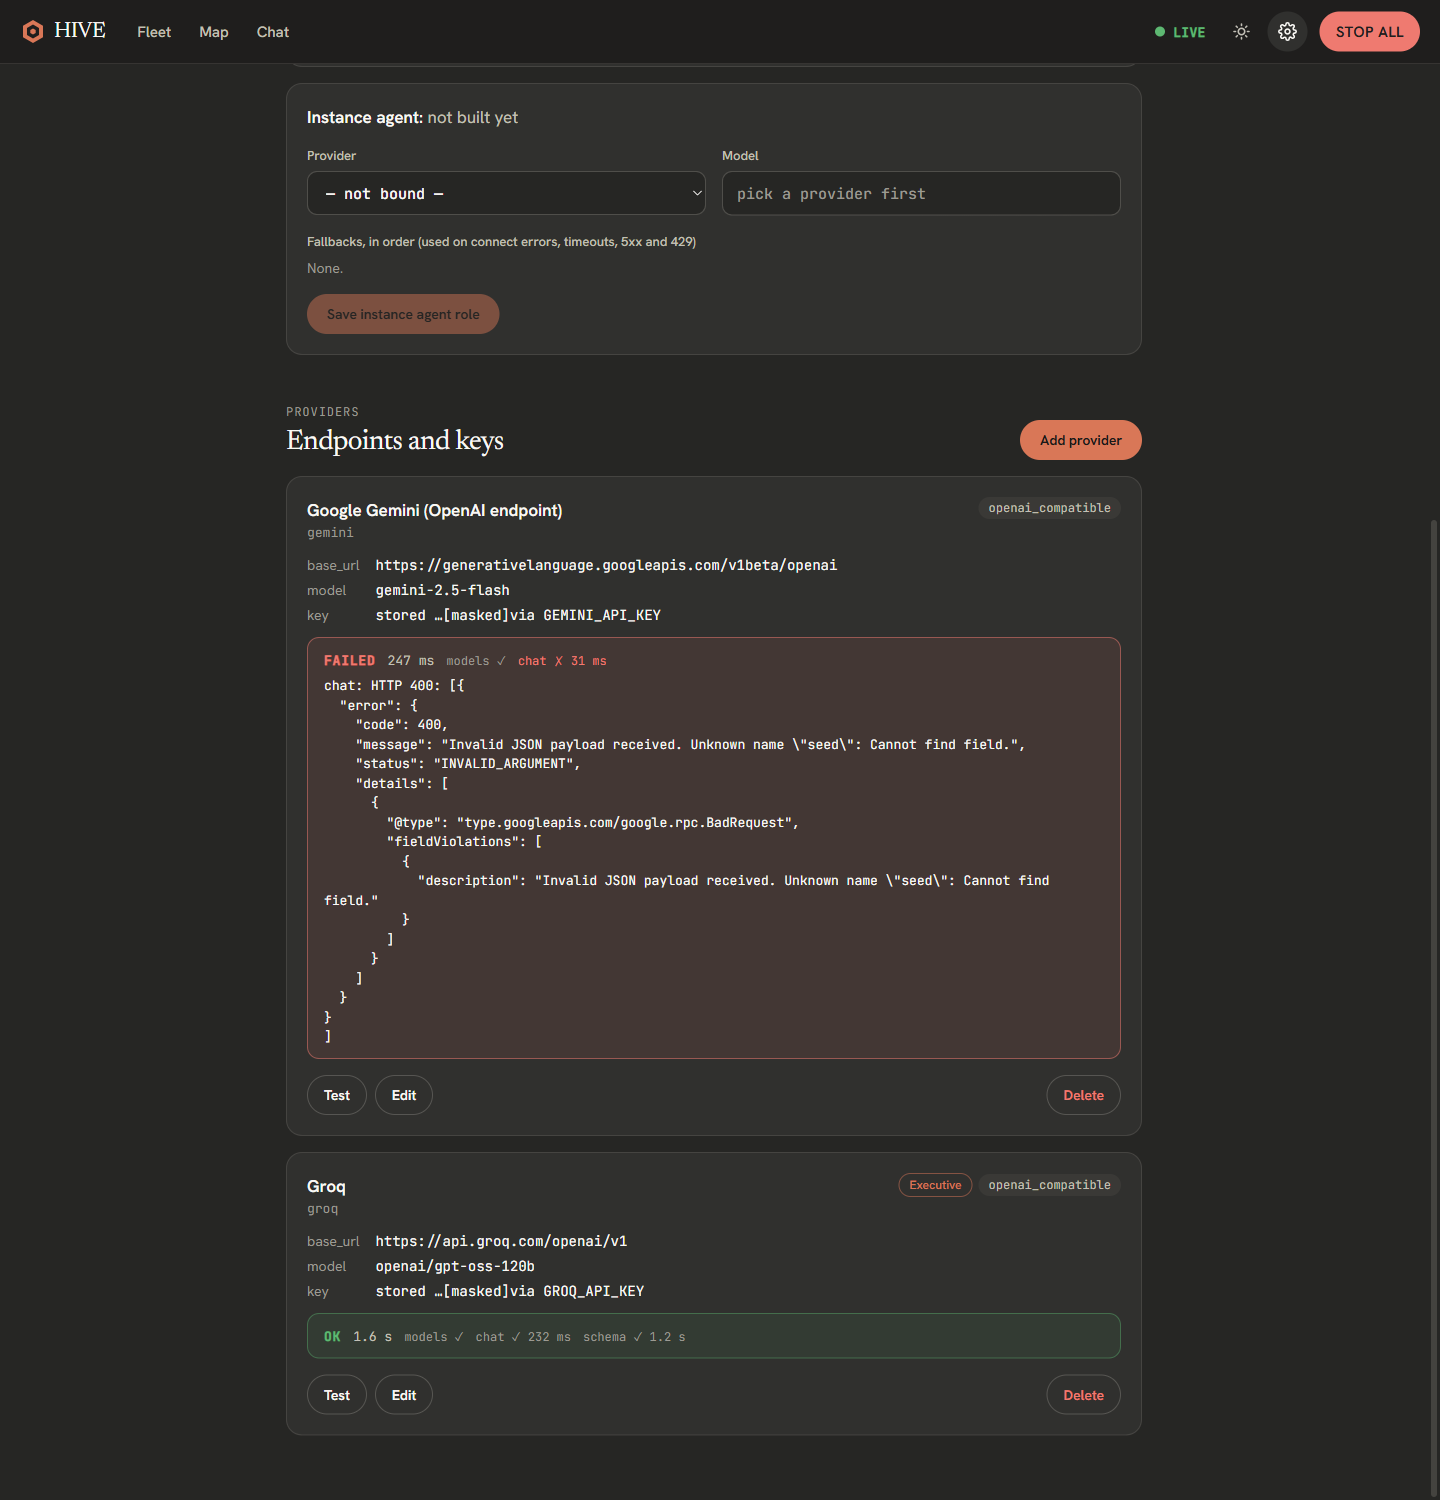 HIVE
Fleet
Map
Chat
LIVE
STOP ALL
Instance agent: not built yet
Provider
Model
— not bound —
pick a provider first
Fallbacks, in order (used on connect errors, timeouts, 5xx and 429)
None.
Save instance agent role
PROVIDERS
Endpoints and keys
Add provider
Google Gemini (OpenAI endpoint)
openai_compatible
gemini
base_url https://generativelanguage.googleapis.com/v1beta/openai
model gemini-2.5-flash
key stored …[masked]via GEMINI_API_KEY
FAILED 247 ms models ✓ chat ✗ 31 ms
chat: HTTP 400: [{
  "error": {
    "code": 400,
    "message": "Invalid JSON payload received. Unknown name \"seed\": Cannot find field.",
    "status": "INVALID_ARGUMENT",
    "details": [
      {
        "@type": "type.googleapis.com/google.rpc.BadRequest",
        "fieldViolations": [
          {
            "description": "Invalid JSON payload received. Unknown name \"seed\": Cannot find
field."
          }
        ]
      }
    ]
  }
}
]
Test
Edit
Delete
Groq
Executive
openai_compatible
groq
base_url https://api.groq.com/openai/v1
model openai/gpt-oss-120b
key stored …[masked]via GROQ_API_KEY
OK 1.6 s models ✓ chat ✓ 232 ms schema ✓ 1.2 s
Test
Edit
Delete